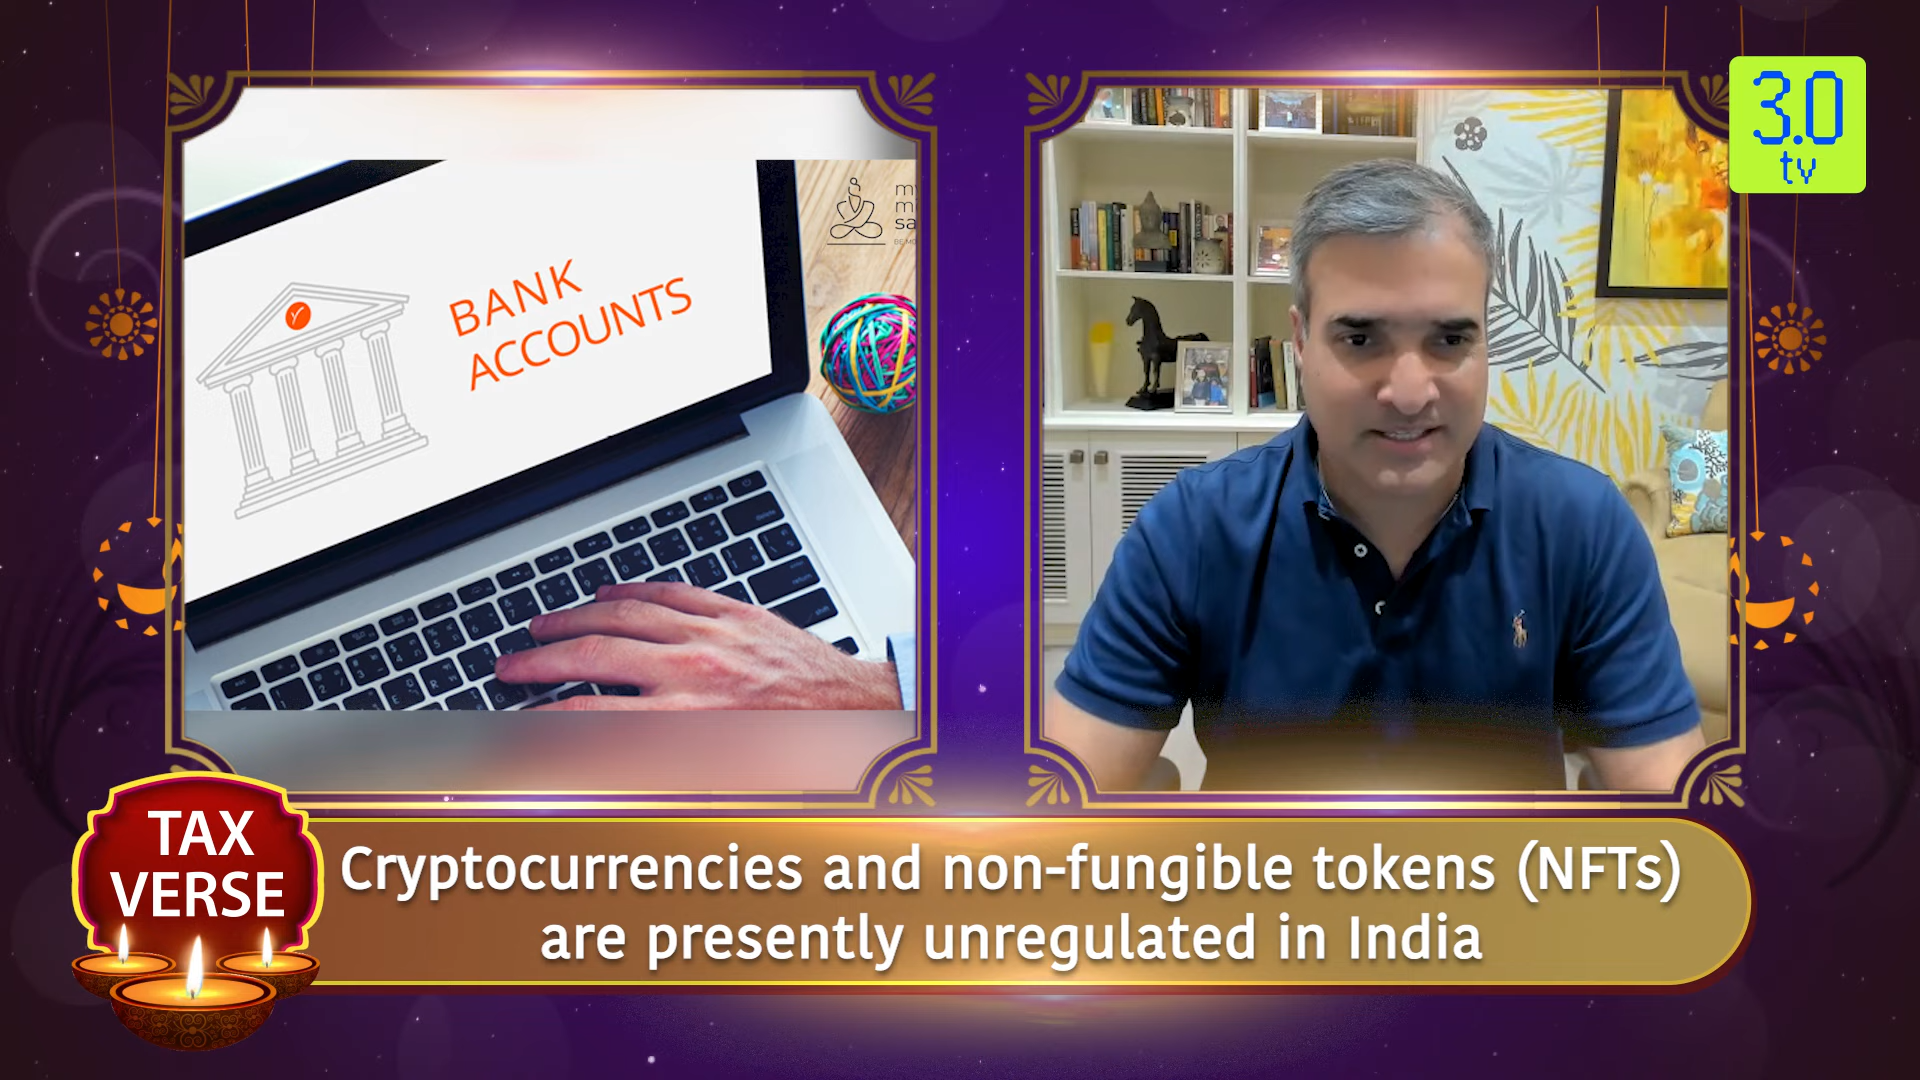 3.0
tv
BANK
ACCOUNTS
TAX
VERSE
Cryptocurrencies and non-fungible tokens (NFTs)
are presently unregulated in India